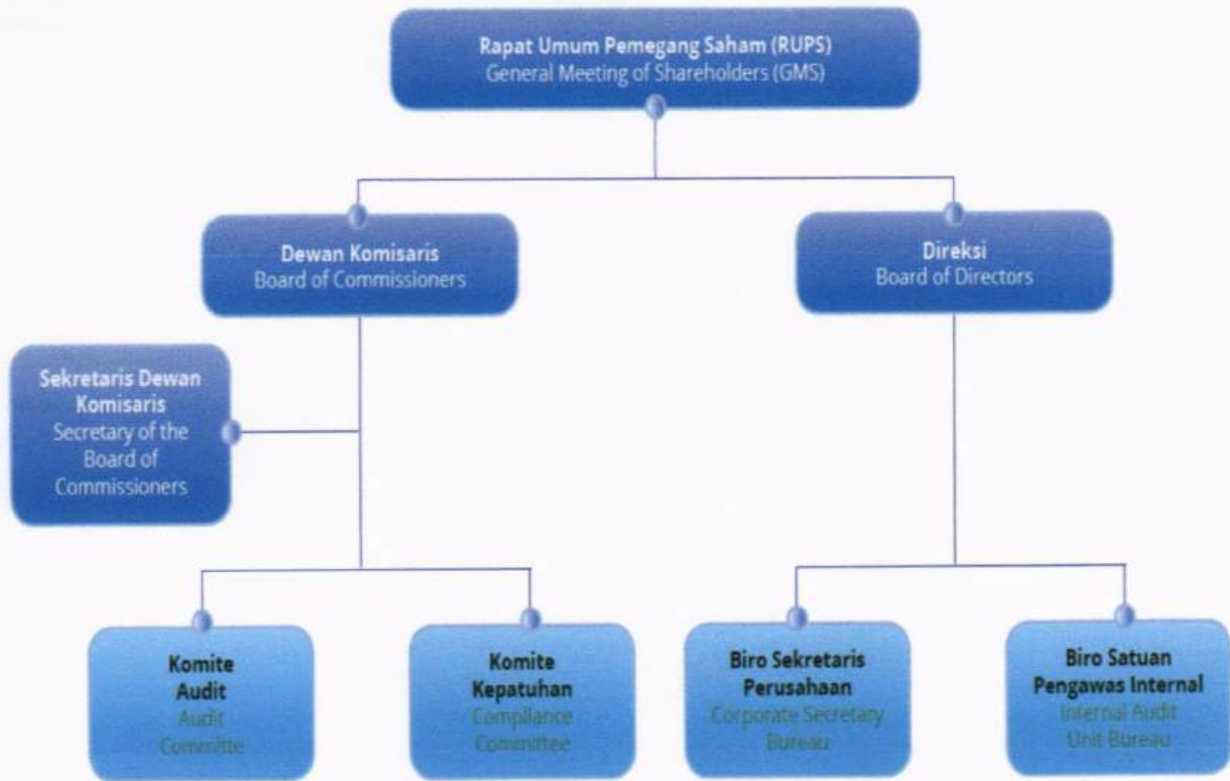 Rapat Umum Pemegang Saham (RUPS)
General Meeting of Shareholders (GMS)
Dewan Komisaris
Board of Commissioners
Direksi
Board of Directors
Sekretaris Dewan
Komisaris
Secretary of the
Board of
Commissioners
Komite
Audit
Audit
Committe
Komite
Kepatuhan
Compliance
Committee
Biro Sekretaris
Perusahaan
Corporate Secretary
Bureau
Biro Satuan
Pengawas Internal
Internal Audit
Unit Bureau